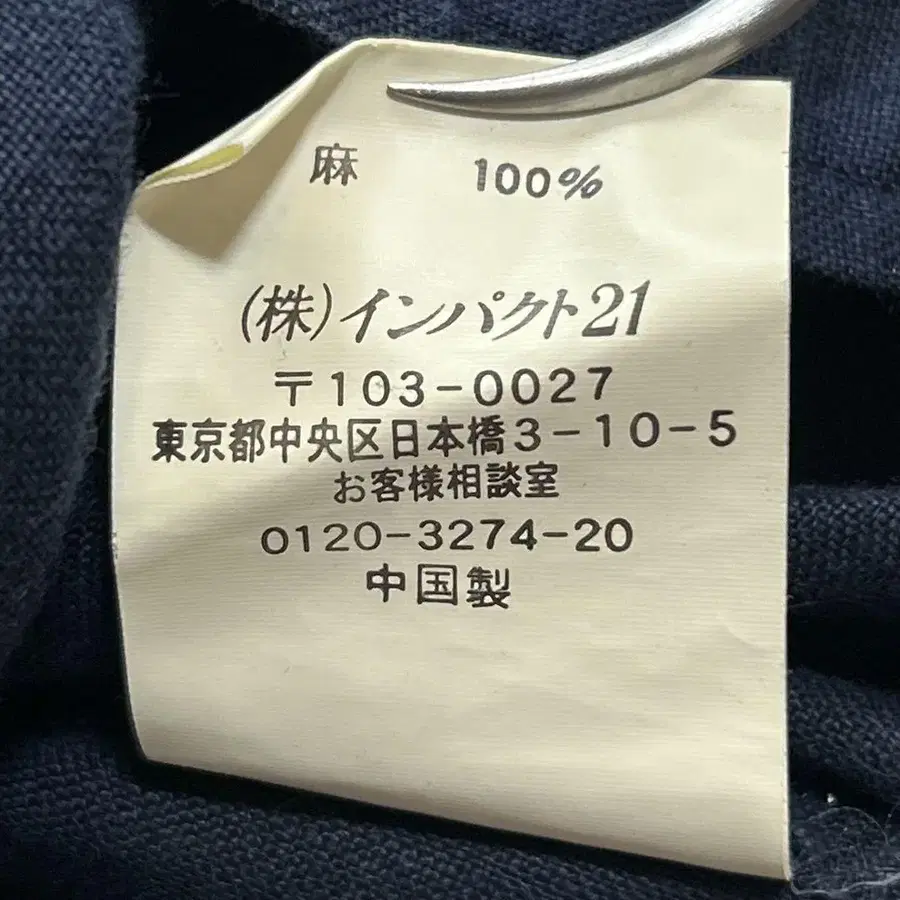 麻 100%
(株)インパクト21
〒103-0027
東京都中央区日本橋3-10-5
お客様相談室
0120-3274-20
中国製